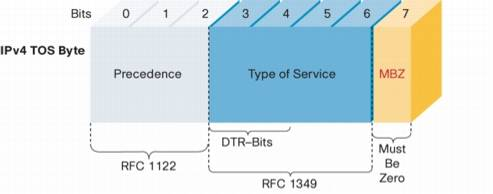 Bits 0 1 2 3 4 5 6 7
IPv4 TOS Byte
Precedence Type of Service MBZ
DTR–Bits
RFC 1122
RFC 1349
Must
Be
Zero